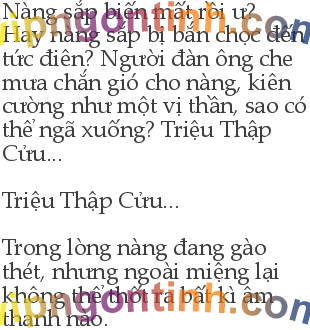 Nàng sắp biến mất rồi ư?
Hay nàng sắp bị bắn chọc đến
tức điên? Người đàn ông che
mưa chắn gió cho nàng, kiên
cường như một vị thần, sao có
thể ngã xuống? Triệu Thập
Cửu...
Triệu Thập Cửu...
Trong lòng nàng đang gào
thét, nhưng ngoài miệng lại
không thể thốt ra bất kì âm
thanh nào.